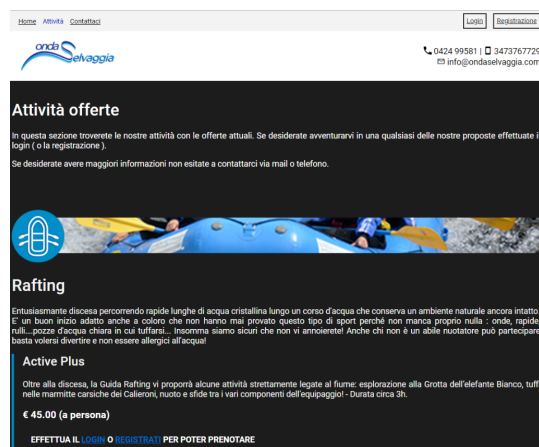 Home Attività Contattaci
Login Registrazione
onda Selvaggia
0424 99581 | 3473767729
info@ondaselvaggia.com
Attività offerte
In questa sezione troverete le nostre attività con le offerte attuali. Se desiderate avventurarvi in una qualsiasi delle nostre proposte effettuate i
login ( o la registrazione ).
Se desiderate avere maggiori informazioni non esitate a contattarci via mail o telefono.
Rafting
Entusiasmante discesa percorrendo rapide lunghe di acqua cristallina lungo un corso d'acqua che conserva un ambiente naturale ancora intatto.
E' un buon inizio adatto anche a coloro che non hanno mai provato questo tipo di sport perché non manca proprio nulla : onde, rapide,
rulli....pozze d'acqua chiara in cui tuffarsi... Insomma siamo sicuri che non vi annoierete! Anche chi non è un abile nuotatore può partecipare
basta volersi divertire e non essere allergici all'acqua!
Active Plus
Oltre alla discesa, la Guida Rafting vi proporrà alcune attività strettamente legate al fiume: esplorazione alla Grotta dell'elefante Bianco, tuff
nelle marmitte carsiche dei Calieroni, nuoto e sfide tra i vari componenti dell'equipaggio! - Durata circa 3h.
€ 45.00 (a persona)
EFFETTUA IL LOGIN O REGISTRATI PER POTER PRENOTARE